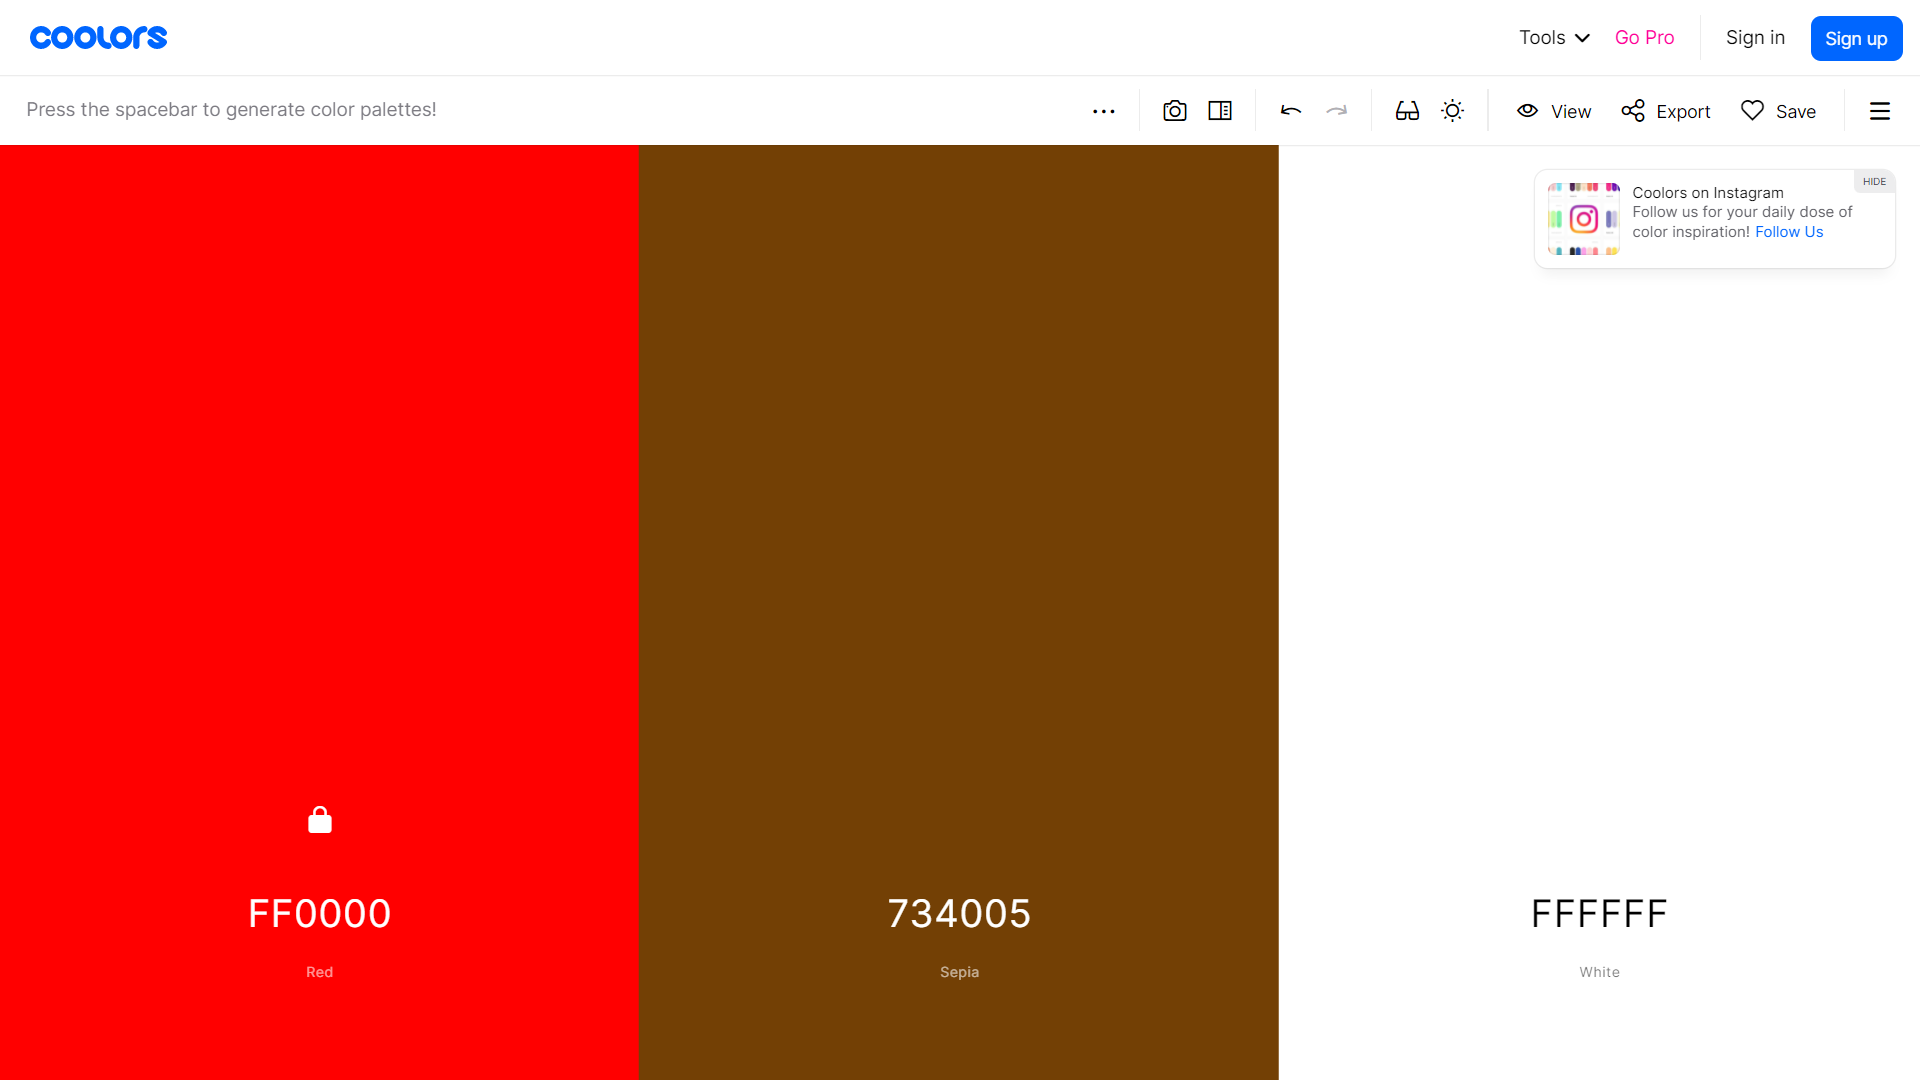 coolors
Tools
Go Pro
Sign in
Sign up
Press the spacebar to generate color palettes!
View
Export
Save
HIDE
Coolors on Instagram
Follow us for your daily dose of
color inspiration! Follow Us
FF0000
Red
734005
Sepia
FFFFFF
White